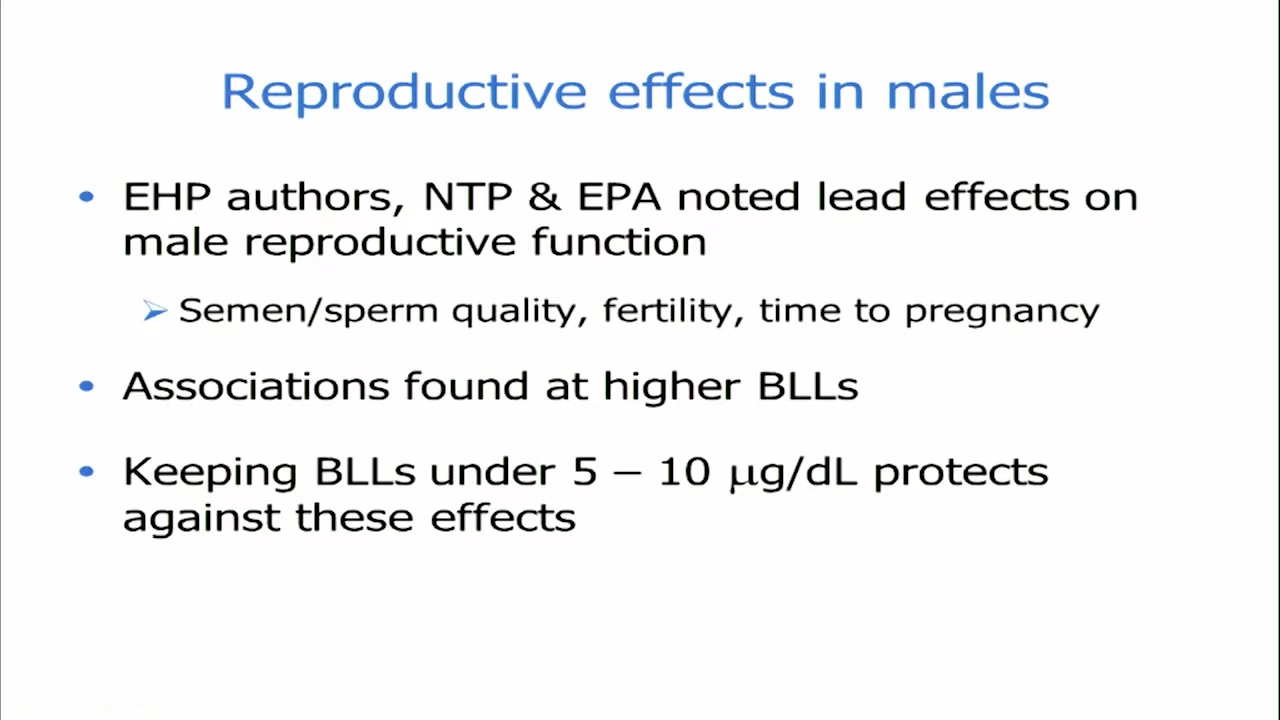 Reproductive effects in males
• EHP authors, NTP & EPA noted lead effects on
male reproductive function
➢ Semen/sperm quality, fertility, time to pregnancy
• Associations found at higher BLLs
• Keeping BLLs under 5 – 10 µg/dL protects
against these effects